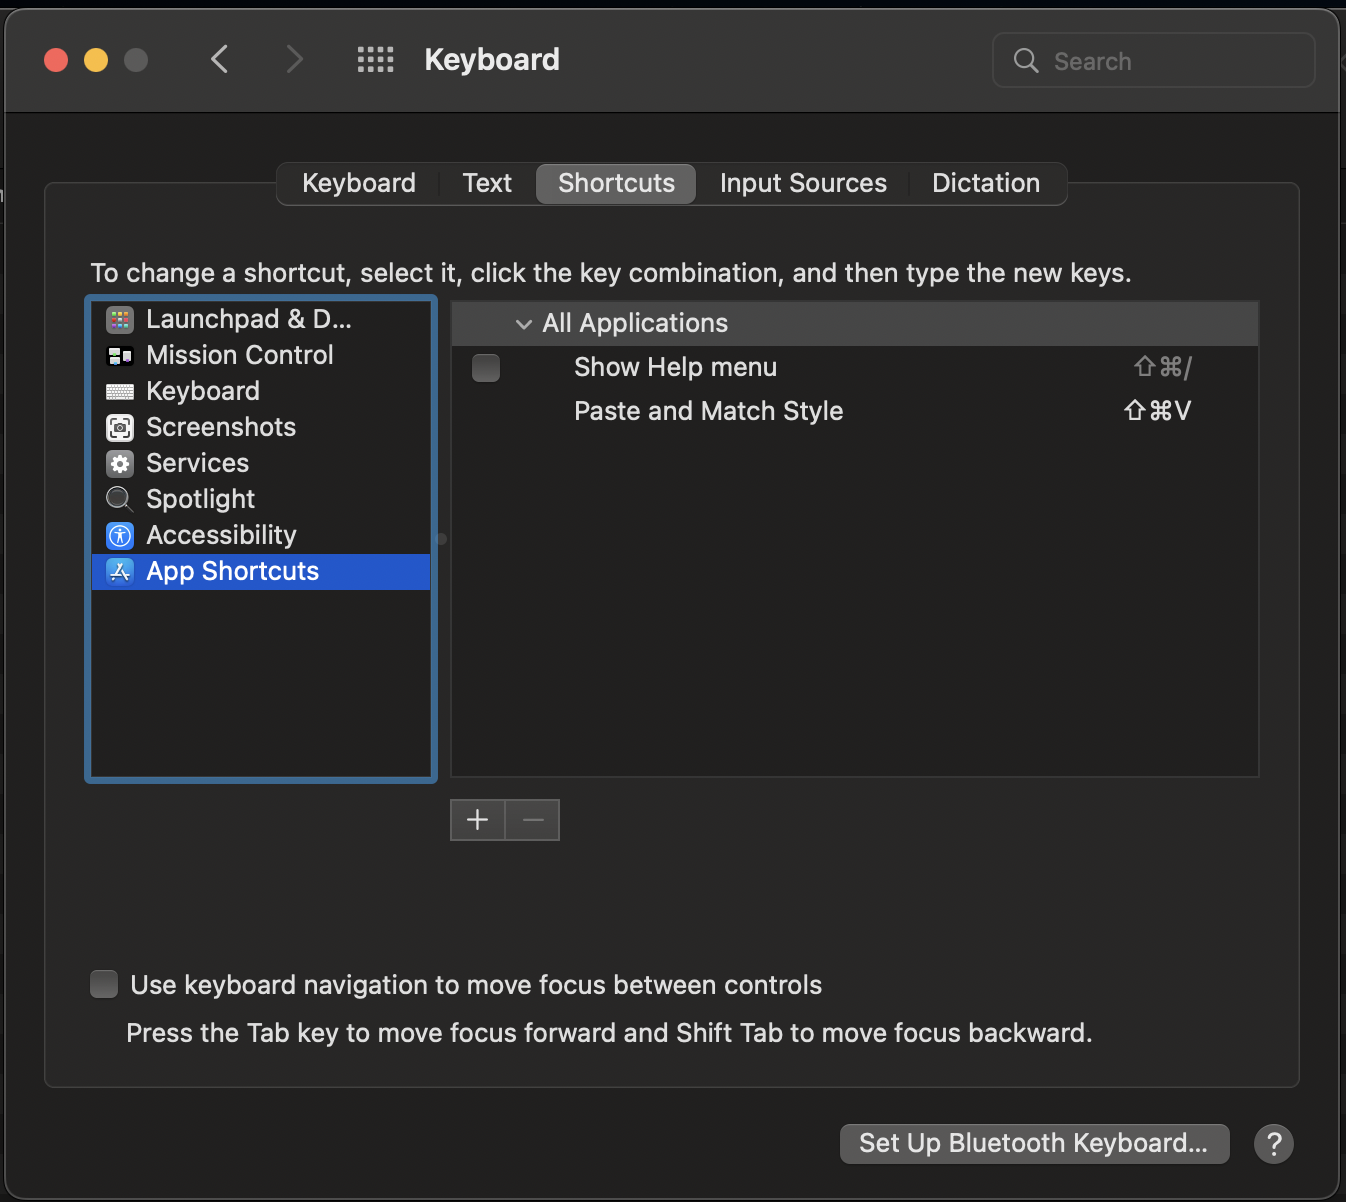 Keyboard
Search
Keyboard Text Shortcuts Input Sources Dictation
To change a shortcut, select it, click the key combination, and then type the new keys.
Launchpad & D...
Mission Control
Keyboard
Screenshots
Services
Spotlight
Accessibility
App Shortcuts
All Applications
Show Help menu ⇧⌘/
Paste and Match Style ⇧⌘V
Use keyboard navigation to move focus between controls
Press the Tab key to move focus forward and Shift Tab to move focus backward.
Set Up Bluetooth Keyboard... ?